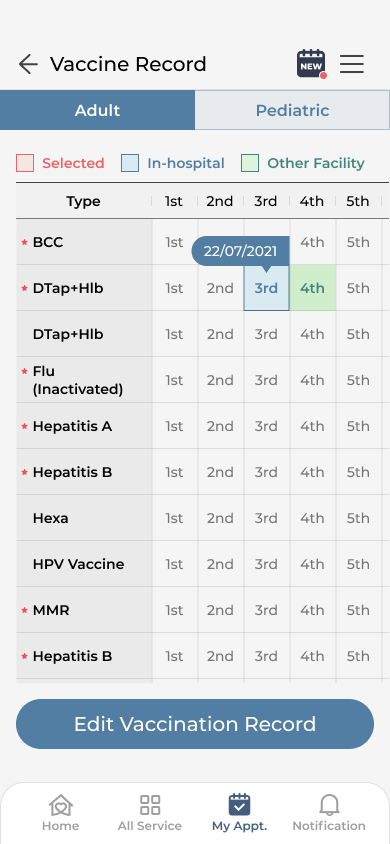 Vaccine Record
NEW
Adult
Pediatric
Selected
In-hospital
Other Facility
Type 1st 2nd 3rd 4th 5th
* BCC 1st 4th 5th
22/07/2021
* DTap+Hlb 1st 2nd 3rd 4th 5th
DTap+Hlb 1st 2nd 3rd 4th 5th
* Flu
(Inactivated) 1st 2nd 3rd 4th 5th
* Hepatitis A 1st 2nd 3rd 4th 5th
* Hepatitis B 1st 2nd 3rd 4th 5th
Hexa 1st 2nd 3rd 4th 5th
HPV Vaccine 1st 2nd 3rd 4th 5th
* MMR 1st 2nd 3rd 4th 5th
* Hepatitis B 1st 2nd 3rd 4th 5th
Edit Vaccination Record
Home
All Service
My Appt.
Notification